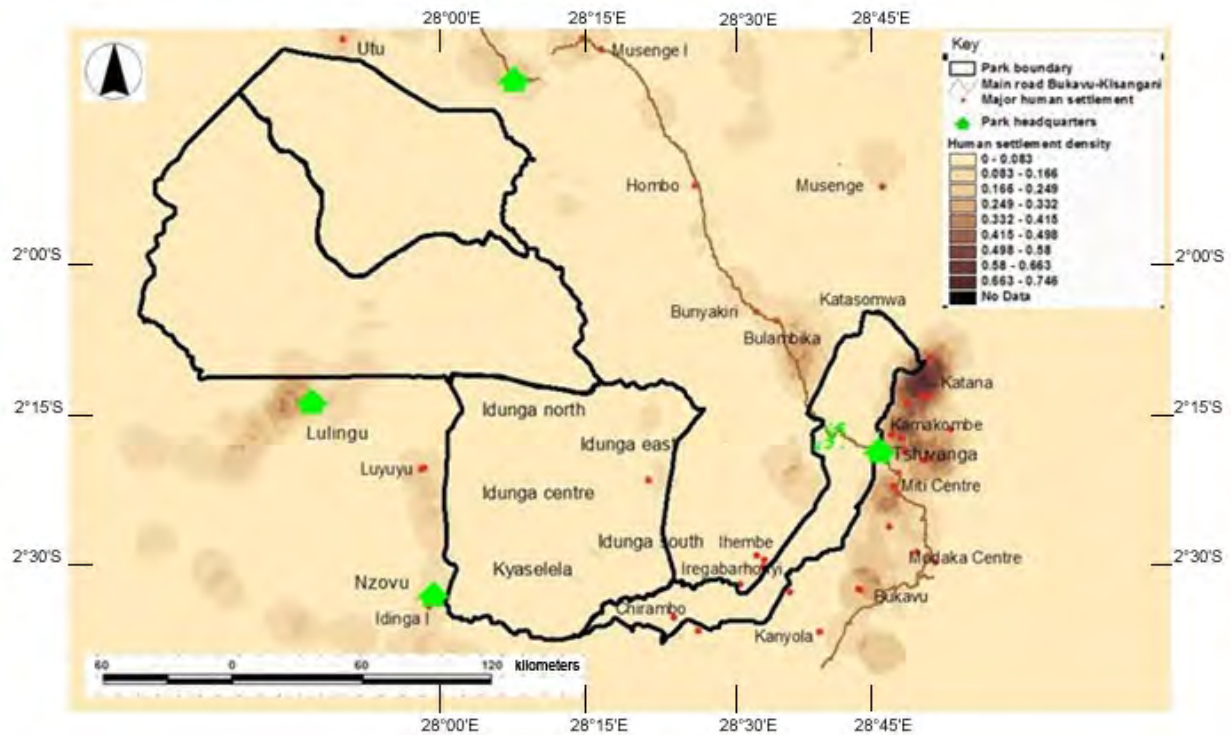 28°00'E 28°15'E 28°30'E 28°45'E
Utu
Musenge I
Key
Park boundary
Main road Bukavu-Kisangani
Major human settlement
Park headquarters
Human settlement density
0 - 0.083
0.083 - 0.166
0.166 - 0.249
0.249 - 0.332
0.332 - 0.415
0.415 - 0.498
0.498 - 0.58
0.58 - 0.663
0.663 - 0.746
No Data
Hombo
Musenge
2°00'S 2°00'S
Katasomwa
Bunyakiri
Bulambika
Katana
2°15'S 2°15'S
Idunga north
Kamakombe
Lulingu
Idunga east
Tshivanga
Luyuyu
Idunga centre
Miti Centre
Idunga south
Ihembe
2°30'S 2°30'S
Mudaka Centre
Kyaselela
Iregabarhonyi
Nzovu
Bukavu
Idinga I
Chirambo
Kanyola
60 0 60 120 kilometers
28°00'E 28°15'E 28°30'E 28°45'E